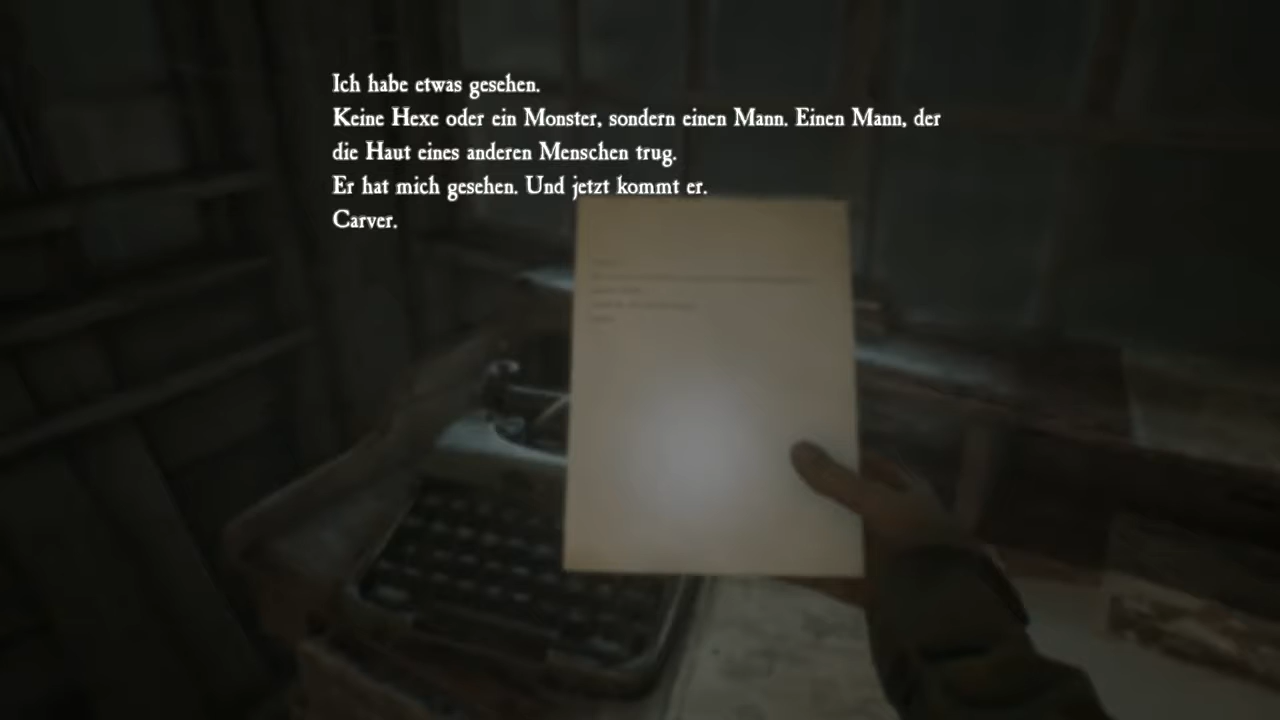 Ich habe etwas gesehen.
Keine Hexe oder ein Monster, sondern einen Mann. Einen Mann, der
die Haut eines anderen Menschen trug.
Er hat mich gesehen. Und jetzt kommt er.
Carver.